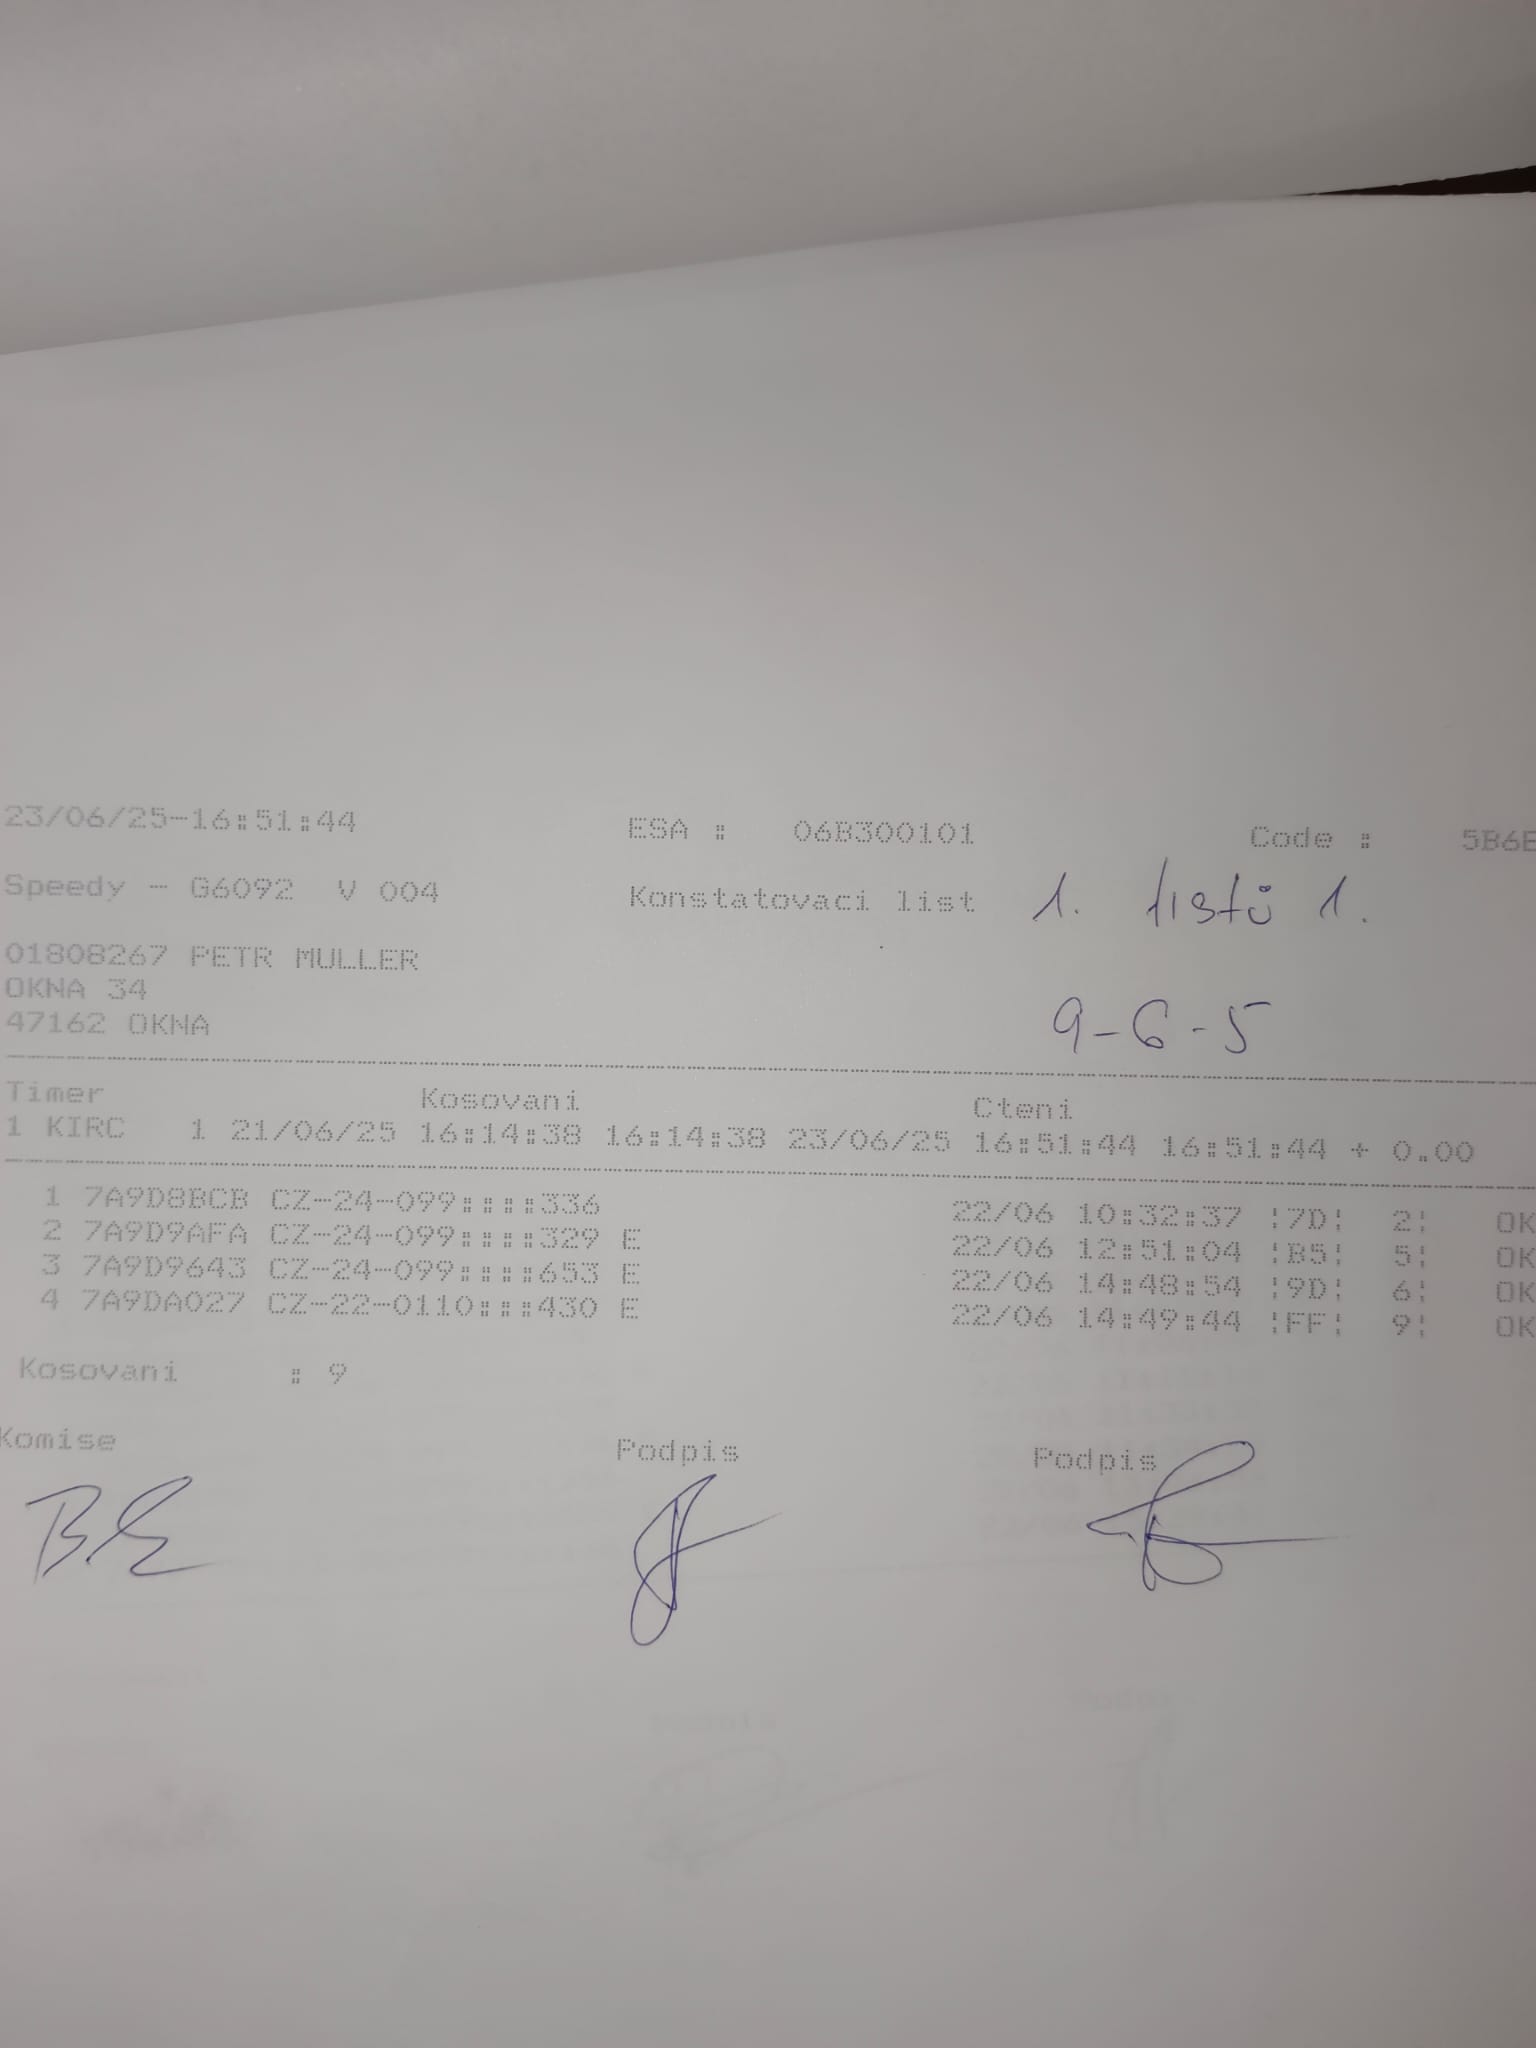 23/06/25-16:51:44 ESA : 06B300101 Code : 5B6E
Speedy - G6092 V 004 Konstatovaci list 1. listů 1.
01808267 PETR MULLER
OKNA 34
47162 OKNA
9-6-5
Timer Kosovani Cteni
1 KIRC 1 21/06/25 16:14:38 16:14:38 23/06/25 16:51:44 16:51:44 + 0.00
1 7A9D8BCB CZ-24-099::::336 22/06 10:32:37 :7D: 2: OK
2 7A9D9AFA CZ-24-099::::329 E 22/06 12:51:04 :B5: 5: OK
3 7A9D9643 CZ-24-099::::653 E 22/06 14:48:54 :9D: 6: OK
4 7A9DA027 CZ-22-0110:::430 E 22/06 14:49:44 :FF: 9: OK
Kosovani : 9
Komise Podpis Podpis